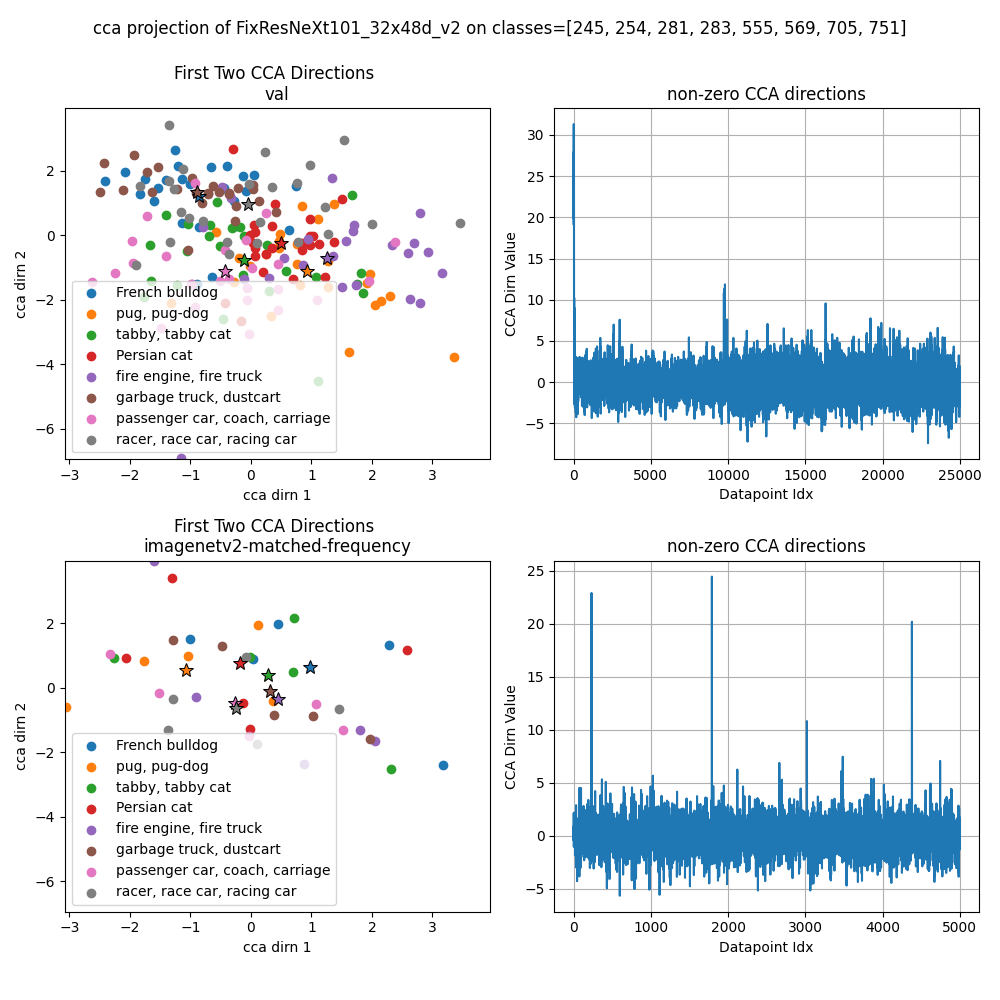 cca projection of FixResNeXt101_32x48d_v2 on classes=[245, 254, 281, 283, 555, 569, 705, 751]
First Two CCA Directions
val
cca dirn 2
2
0
−2
−4
−6
French bulldog
pug, pug-dog
tabby, tabby cat
Persian cat
fire engine, fire truck
garbage truck, dustcart
passenger car, coach, carriage
racer, race car, racing car
−3 −2 −1 0 1 2 3
cca dirn 1
non-zero CCA directions
CCA Dirn Value
30
25
20
15
10
5
0
−5
0 5000 10000 15000 20000 25000
Datapoint Idx
First Two CCA Directions
imagenetv2-matched-frequency
cca dirn 2
2
0
−2
−4
−6
French bulldog
pug, pug-dog
tabby, tabby cat
Persian cat
fire engine, fire truck
garbage truck, dustcart
passenger car, coach, carriage
racer, race car, racing car
−3 −2 −1 0 1 2 3
cca dirn 1
non-zero CCA directions
CCA Dirn Value
25
20
15
10
5
0
−5
0 1000 2000 3000 4000 5000
Datapoint Idx